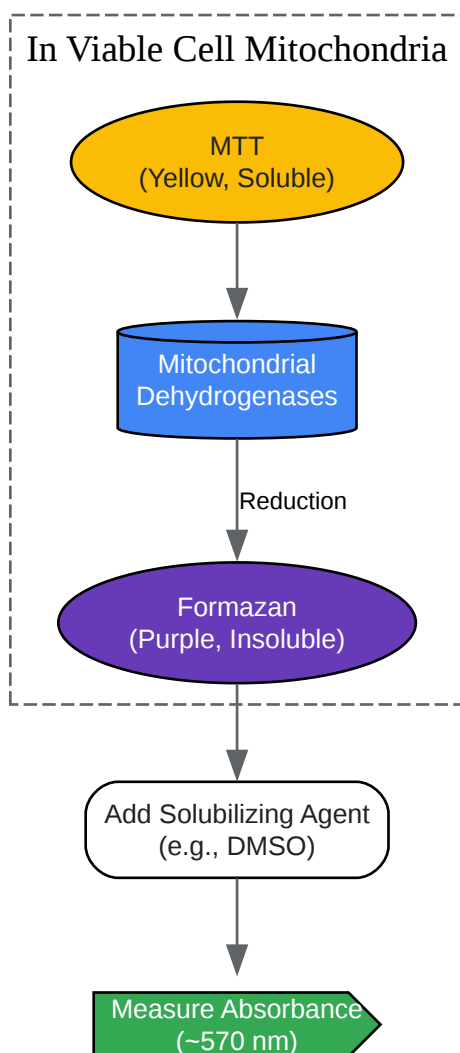 In Viable Cell Mitochondria
MTT
(Yellow, Soluble)
Mitochondrial
Dehydrogenases
Reduction
Formazan
(Purple, Insoluble)
Add Solubilizing Agent
(e.g., DMSO)
Measure Absorbance
(~570 nm)